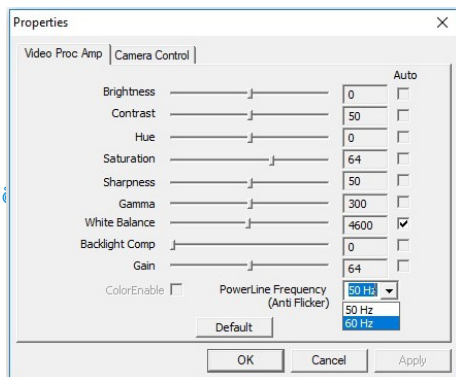 Properties
Video Proc Amp Camera Control
Auto
Brightness 0
Contrast 50
Hue 0
Saturation 64
Sharpness 50
Gamma 300
White Balance 4600
Backlight Comp 0
Gain 64
ColorEnable PowerLine Frequency 50 Hz
(Anti Flicker)
50 Hz
60 Hz
Default
OK Cancel Apply